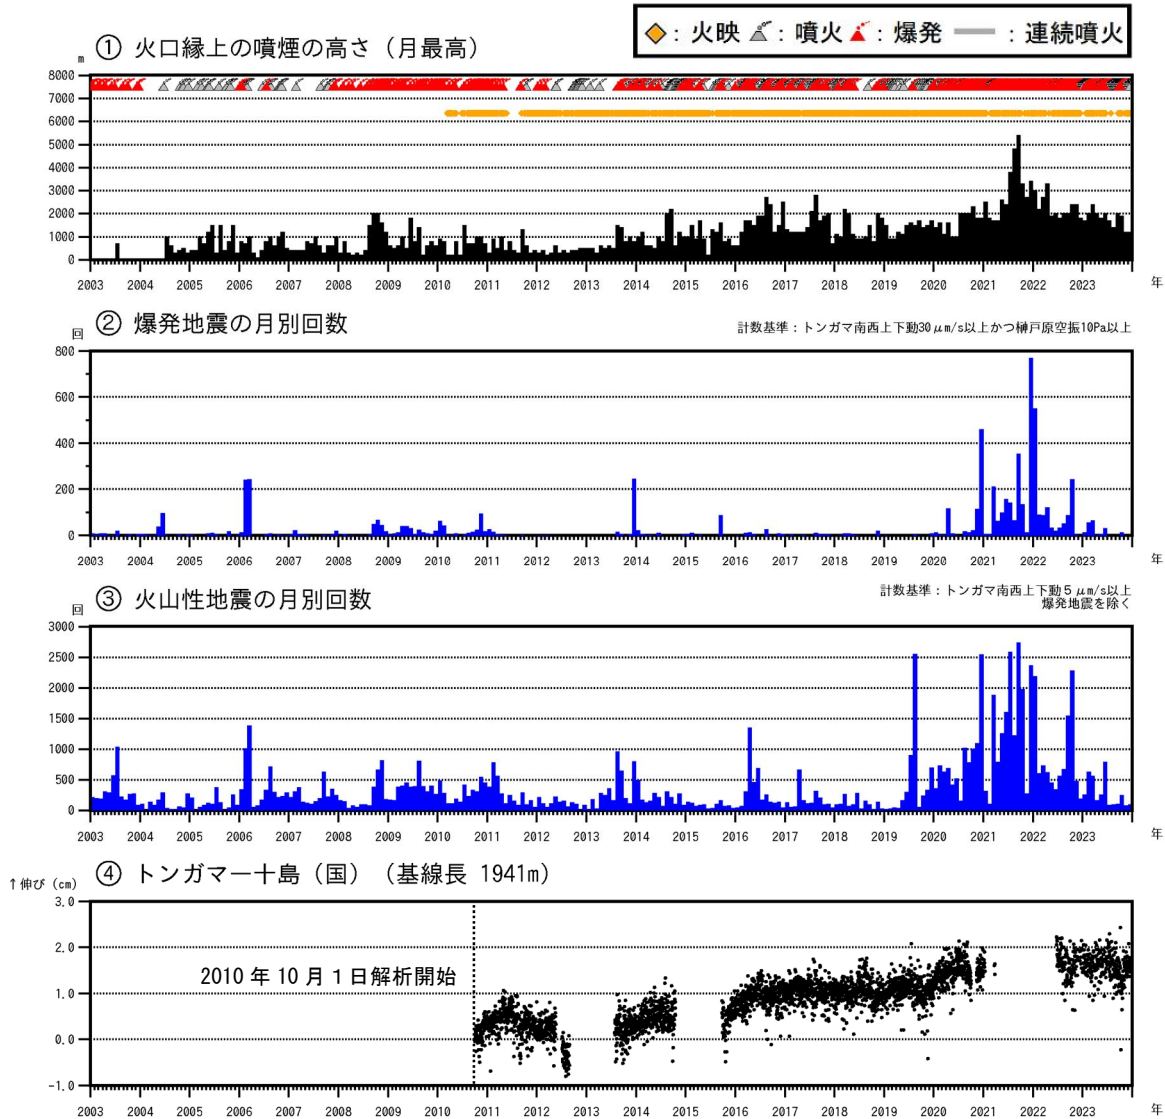 ◆：火映 ：噴火 ：爆発 ：連続噴火
① 火口縁上の噴煙の高さ（月最高）
m
8000
7000
6000
5000
4000
3000
2000
1000
0
2003 2004 2005 2006 2007 2008 2009 2010 2011 2012 2013 2014 2015 2016 2017 2018 2019 2020 2021 2022 2023 年
② 爆発地震の月別回数
計数基準：トンガマ南西上下動30μm/s以上かつ榊戸原空振10Pa以上
回
800
600
400
200
0
2003 2004 2005 2006 2007 2008 2009 2010 2011 2012 2013 2014 2015 2016 2017 2018 2019 2020 2021 2022 2023 年
③ 火山性地震の月別回数
計数基準：トンガマ南西上下動５μm/s以上
爆発地震を除く
回
3000
2500
2000
1500
1000
500
0
2003 2004 2005 2006 2007 2008 2009 2010 2011 2012 2013 2014 2015 2016 2017 2018 2019 2020 2021 2022 2023 年
④ トンガマー十島（国）（基線長 1941m）
↑伸び (cm)
3.0
2.0
1.0
0.0
-1.0
2010 年 10 月 1 日解析開始
2003 2004 2005 2006 2007 2008 2009 2010 2011 2012 2013 2014 2015 2016 2017 2018 2019 2020 2021 2022 2023 年